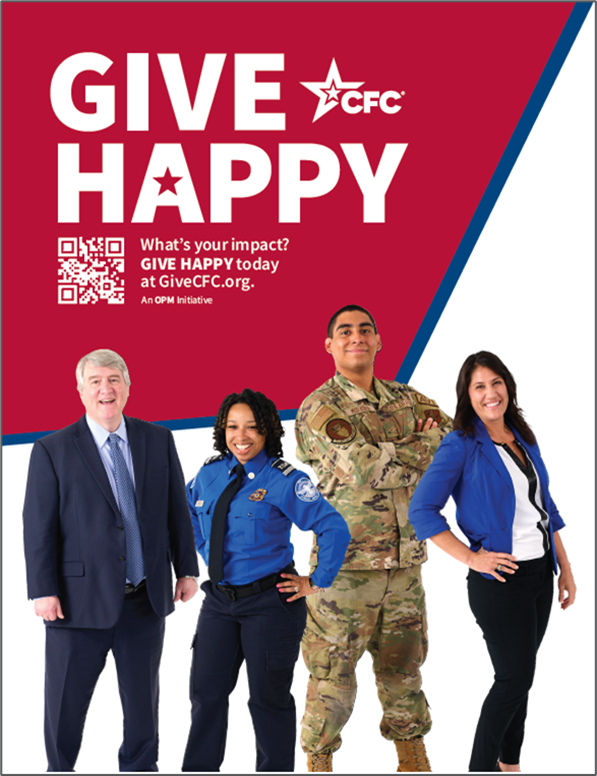 GIVE
CFC®
HAPPY
What's your impact?
GIVE HAPPY today
at GiveCFC.org.
An OPM Initiative